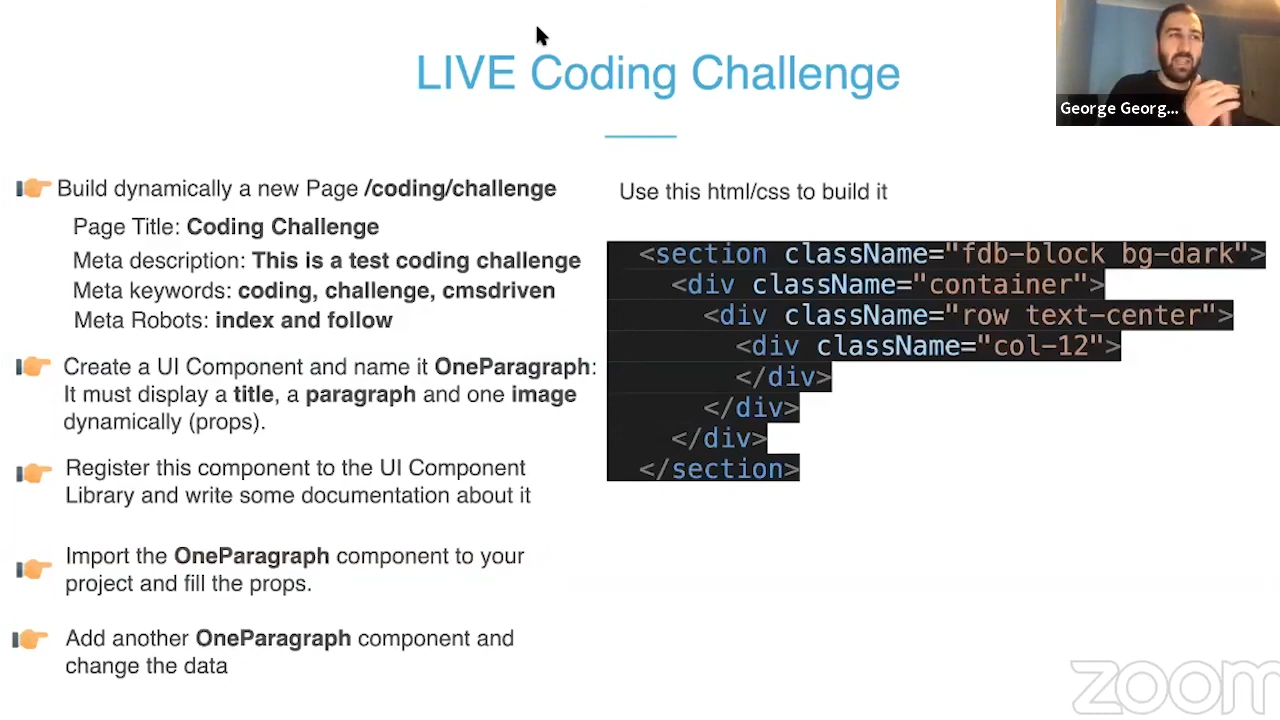 LIVE Coding Challenge
George Georg...
Build dynamically a new Page /coding/challenge
Page Title: Coding Challenge
Meta description: This is a test coding challenge
Meta keywords: coding, challenge, cmsdriven
Meta Robots: index and follow
Create a UI Component and name it OneParagraph:
It must display a title, a paragraph and one image
dynamically (props).
Register this component to the UI Component
Library and write some documentation about it
Import the OneParagraph component to your
project and fill the props.
Add another OneParagraph component and
change the data
Use this html/css to build it
<section className="fdb-block bg-dark">
<div className="container">
<div className="row text-center">
<div className="col-12">
</div>
</div>
</div>
</section>
zoom